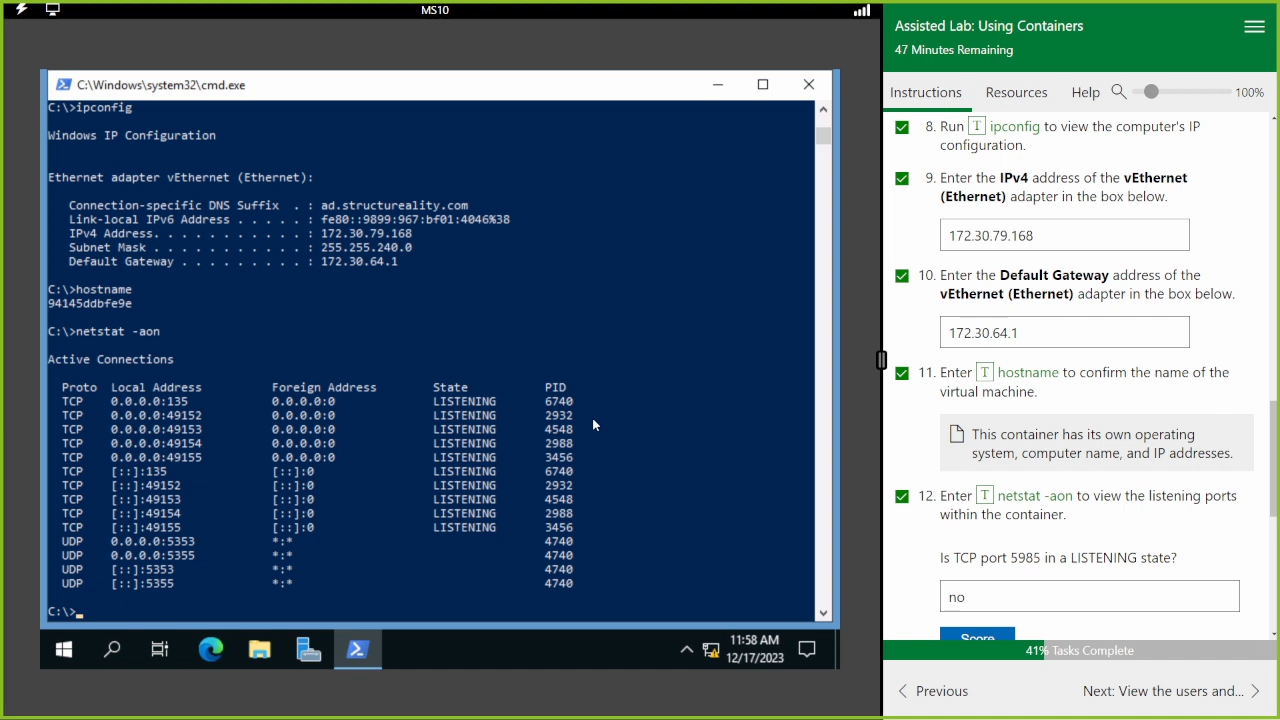 MS10
C:\Windows\system32\cmd.exe
C:\>ipconfig
Windows IP Configuration
Ethernet adapter vEthernet (Ethernet):
Connection-specific DNS Suffix . : ad.structureality.com
Link-local IPv6 Address . . . . . : fe80::9899:967:bf01:4046%38
IPv4 Address. . . . . . . . . . . : 172.30.79.168
Subnet Mask . . . . . . . . . . . : 255.255.240.0
Default Gateway . . . . . . . . . : 172.30.64.1
C:\>hostname
94145ddbfe9e
C:\>netstat -aon
Active Connections
Proto Local Address Foreign Address State PID
TCP 0.0.0.0:135 0.0.0.0:0 LISTENING 6740
TCP 0.0.0.0:49152 0.0.0.0:0 LISTENING 2932
TCP 0.0.0.0:49153 0.0.0.0:0 LISTENING 4548
TCP 0.0.0.0:49154 0.0.0.0:0 LISTENING 2988
TCP 0.0.0.0:49155 0.0.0.0:0 LISTENING 3456
TCP [::]:135 [::]:0 LISTENING 6740
TCP [::]:49152 [::]:0 LISTENING 2932
TCP [::]:49153 [::]:0 LISTENING 4548
TCP [::]:49154 [::]:0 LISTENING 2988
TCP [::]:49155 [::]:0 LISTENING 3456
UDP 0.0.0.0:5353 *:* 4740
UDP 0.0.0.0:5355 *:* 4740
UDP [::]:5353 *:* 4740
UDP [::]:5355 *:* 4740
C:\>_
11:58 AM
12/17/2023
Assisted Lab: Using Containers
47 Minutes Remaining
Instructions Resources Help 100%
8. Run T ipconfig to view the computer's IP
configuration.
9. Enter the IPv4 address of the vEthernet
(Ethernet) adapter in the box below.
172.30.79.168
10. Enter the Default Gateway address of the
vEthernet (Ethernet) adapter in the box below.
172.30.64.1
11. Enter T hostname to confirm the name of the
virtual machine.
This container has its own operating
system, computer name, and IP addresses.
12. Enter T netstat -aon to view the listening ports
within the container.
Is TCP port 5985 in a LISTENING state?
no
Score
41% Tasks Complete
Previous Next: View the users and...